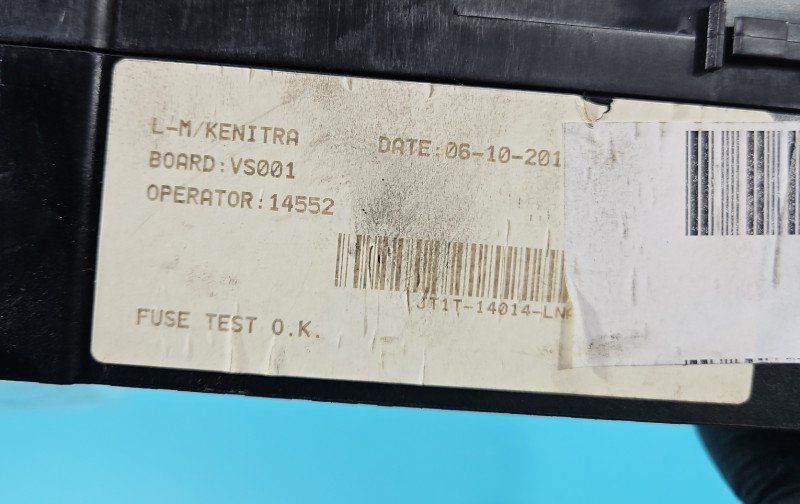 L-M/KENITRA DATE:06-10-201
BOARD:VS001
OPERATOR:14552
JT1T-14014-LN
FUSE TEST O.K.